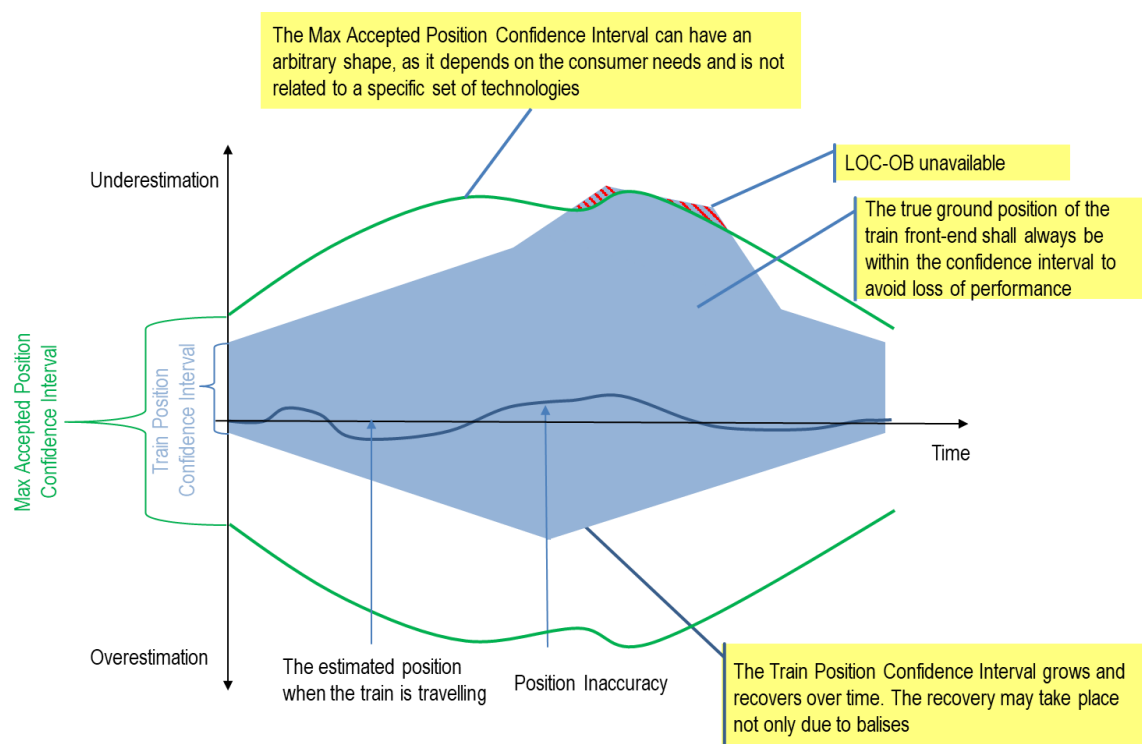 The Max Accepted Position Confidence Interval can have an
arbitrary shape, as it depends on the consumer needs and is not
related to a specific set of technologies
Underestimation
LOC-OB unavailable
The true ground position of the
train front-end shall always be
within the confidence interval to
avoid loss of performance
Max Accepted Position
Confidence Interval
Train Position
Confidence Interval
Time
Overestimation
The estimated position
when the train is travelling
Position Inaccuracy
The Train Position Confidence Interval grows and
recovers over time. The recovery may take place
not only due to balises